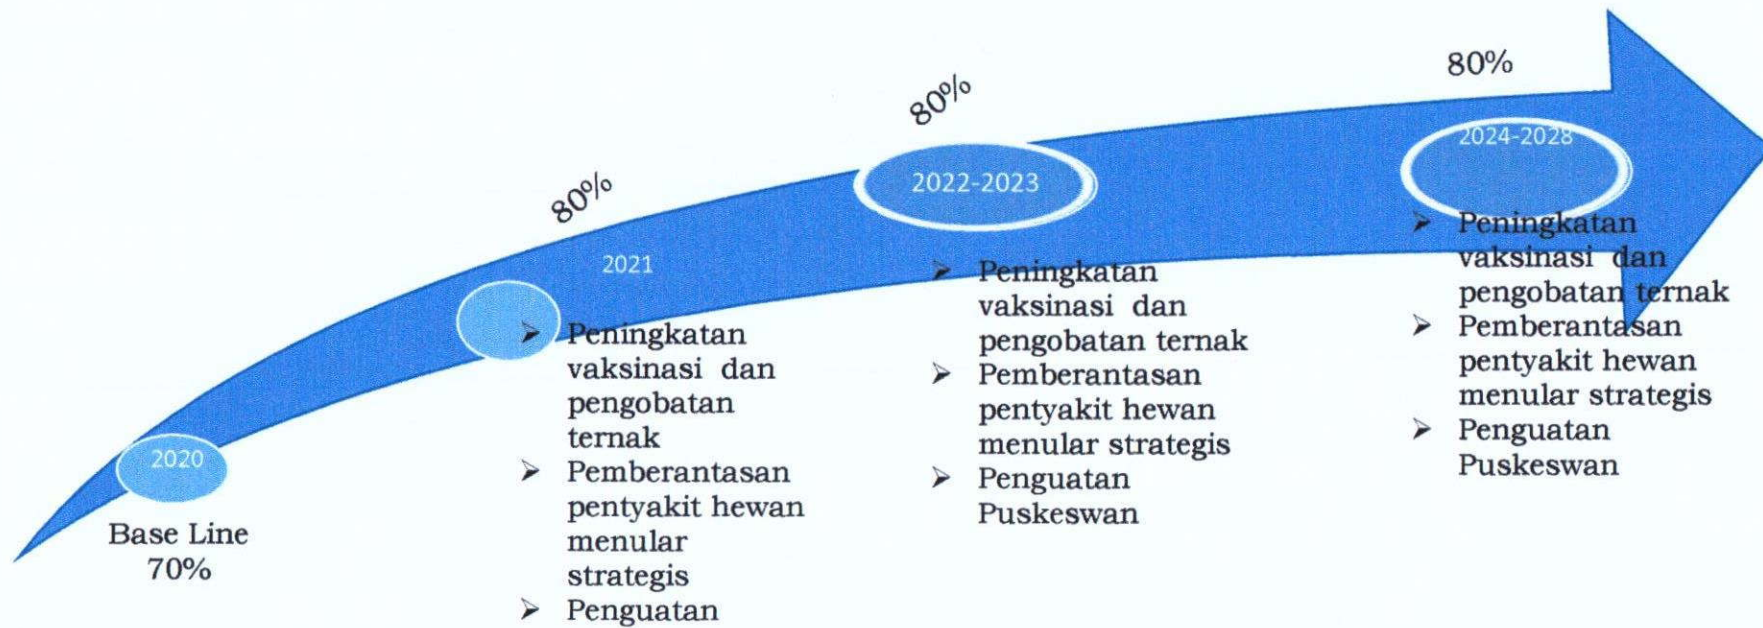 2020
Base Line
70%
80%
2021
Peningkatan
vaksinasi dan
pengobatan
ternak
Pemberantasan
pentyakit hewan
menular
strategis
Penguatan
80%
2022-2023
Peningkatan
vaksinasi dan
pengobatan ternak
Pemberantasan
pentyakit hewan
menular strategis
Penguatan
Puskeswan
80%
2024-2028
Peningkatan
vaksinasi dan
pengobatan ternak
Pemberantasan
pentyakit hewan
menular strategis
Penguatan
Puskeswan